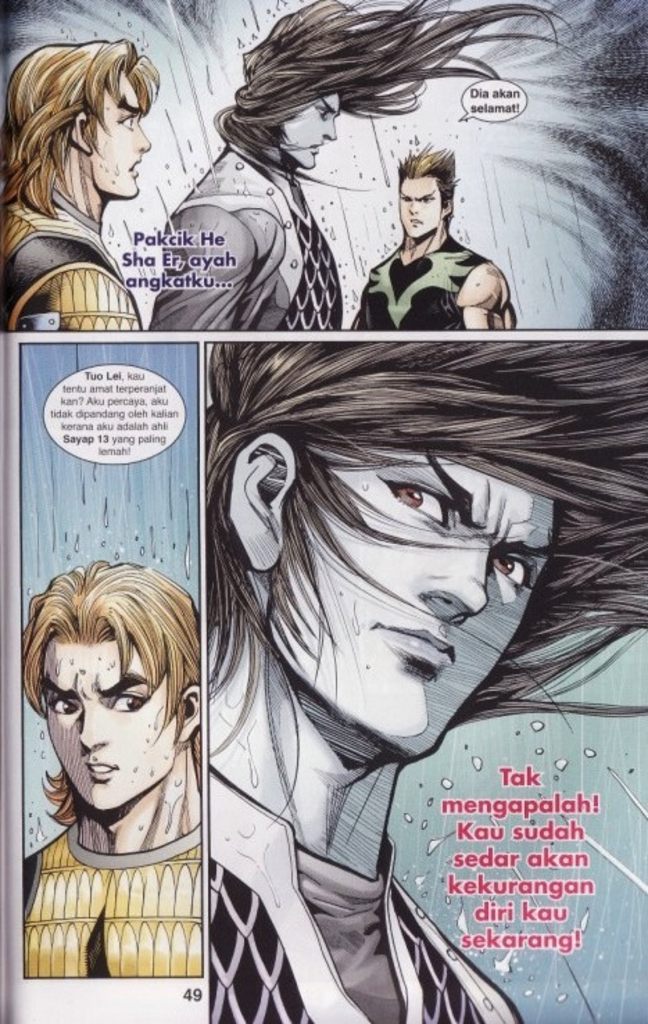 Dia akan
selamat!
Pakcik He
Sha Er, ayah
angkatku...
Tuo Lei, kau
tentu amat terperanjat
kan? Aku percaya, aku
tidak dipandang oleh kalian
kerana aku adalah ahli
Sayap 13 yang paling
lemah!
Tak
mengapalah!
Kau sudah
sedar akan
kekurangan
diri kau
sekarang!
49